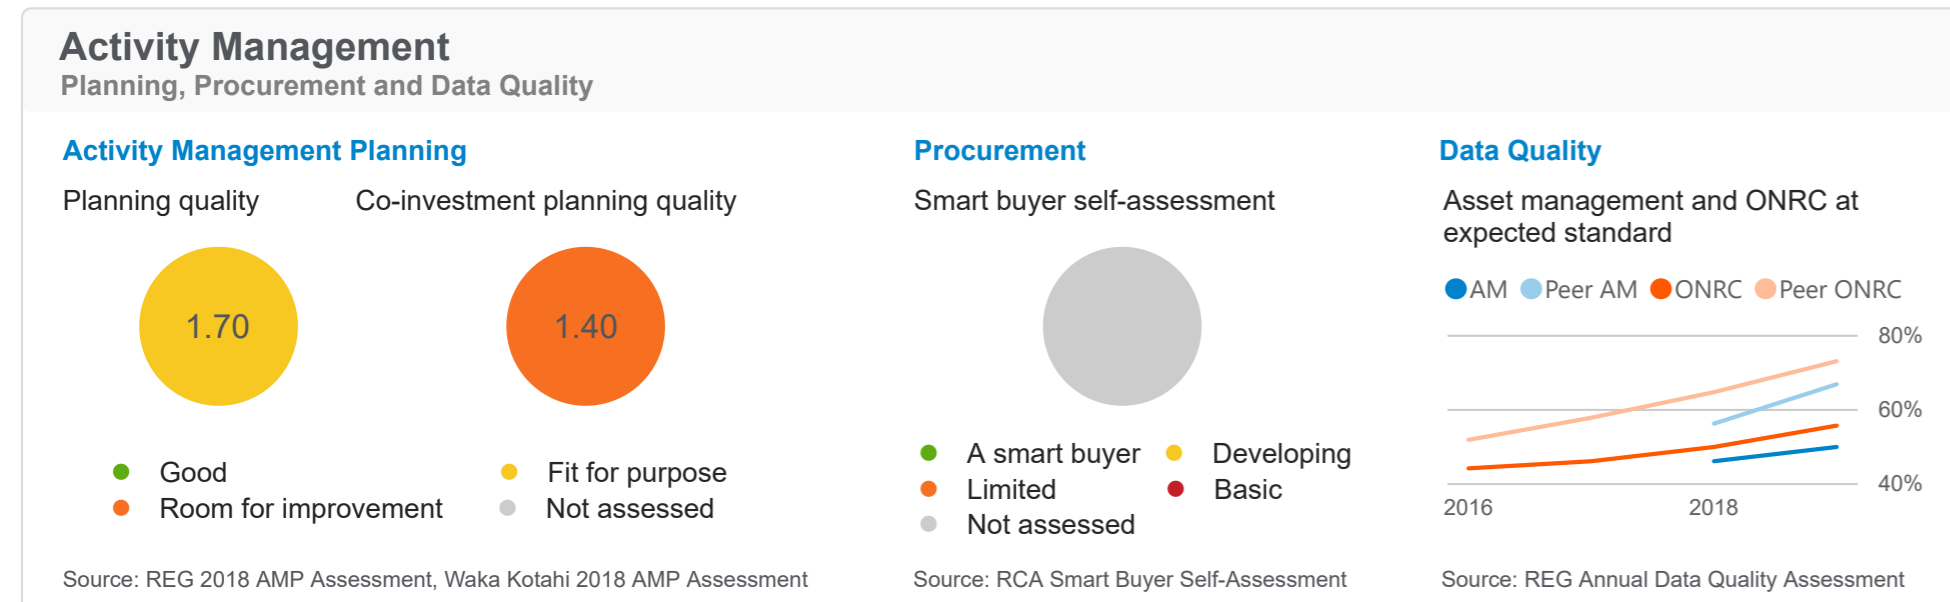 Activity Management
Planning, Procurement and Data Quality
Activity Management Planning
Planning quality
Co-investment planning quality
1.70
1.40
Good
Fit for purpose
Room for improvement
Not assessed
Source: REG 2018 AMP Assessment, Waka Kotahi 2018 AMP Assessment
Procurement
Smart buyer self-assessment
A smart buyer
Developing
Limited
Basic
Not assessed
Source: RCA Smart Buyer Self-Assessment
Data Quality
Asset management and ONRC at
expected standard
AM Peer AM ONRC Peer ONRC
80%
60%
40%
2016 2018
Source: REG Annual Data Quality Assessment